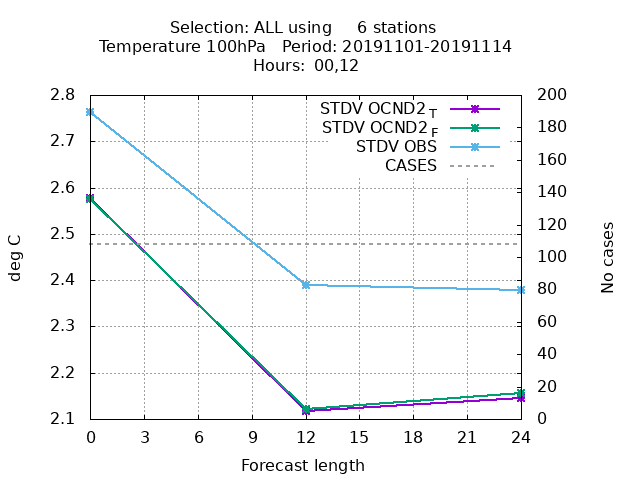 Selection: ALL using     6 stations
Temperature 100hPa   Period: 20191101-20191114
Hours:  00,12
STDV OCND2 T
STDV OCND2 F
STDV OBS
CASES
deg C
2.8
2.7
2.6
2.5
2.4
2.3
2.2
2.1
200
180
160
140
120
100
80
60
40
20
0
No cases
0 3 6 9 12 15 18 21 24
Forecast length